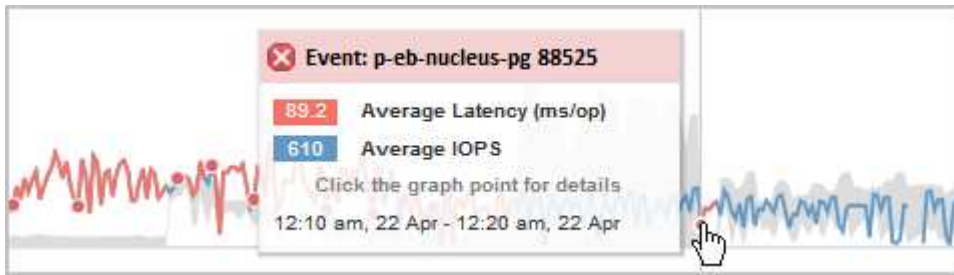 Event: p-eb-nucleus-pg 88525
89.2 Average Latency (ms/op)
610 Average IOPS
Click the graph point for details
12:10 am, 22 Apr - 12:20 am, 22 Apr